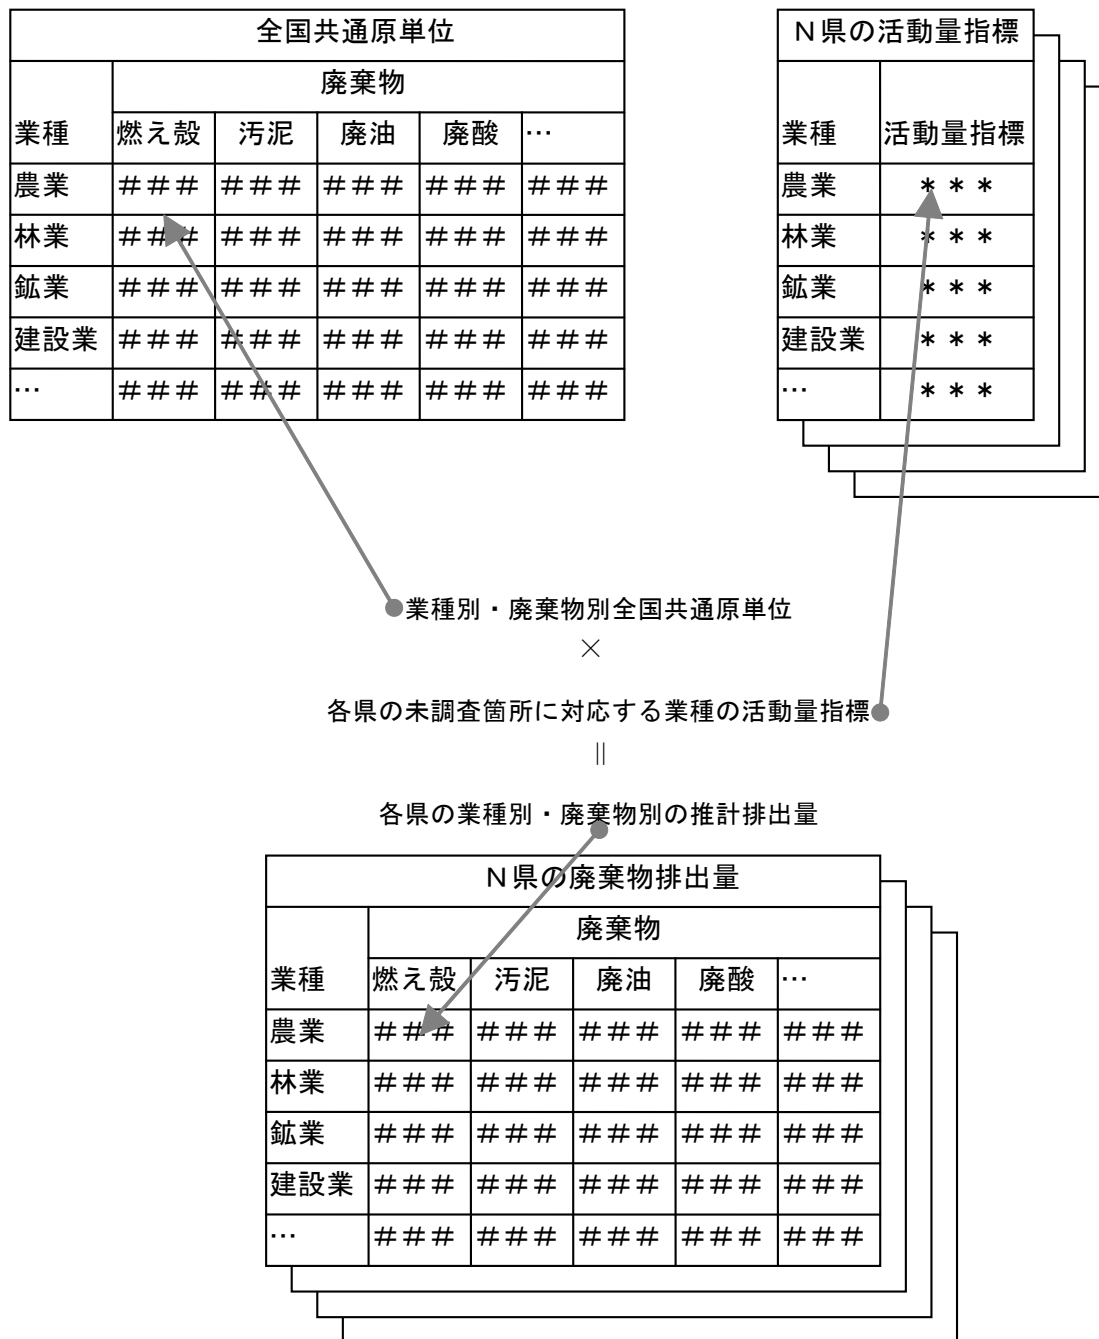 全国共通原単位
廃棄物
業種 燃え殻 汚泥 廃油 廃酸 …
農業 ＃＃＃ ＃＃＃ ＃＃＃ ＃＃＃ ＃＃＃
林業 ＃＃＃ ＃＃＃ ＃＃＃ ＃＃＃ ＃＃＃
鉱業 ＃＃＃ ＃＃＃ ＃＃＃ ＃＃＃ ＃＃＃
建設業 ＃＃＃ ＃＃＃ ＃＃＃ ＃＃＃ ＃＃＃
… ＃＃＃ ＃＃＃ ＃＃＃ ＃＃＃ ＃＃＃
Ｎ県の活動量指標
業種 活動量指標
農業 ＊＊＊
林業 ＊＊＊
鉱業 ＊＊＊
建設業 ＊＊＊
… ＊＊＊
業種別・廃棄物別全国共通原単位
×
各県の未調査箇所に対応する業種の活動量指標
||
各県の業種別・廃棄物別の推計排出量
Ｎ県の廃棄物排出量
廃棄物
業種 燃え殻 汚泥 廃油 廃酸 …
農業 ＃＃＃ ＃＃＃ ＃＃＃ ＃＃＃ ＃＃＃
林業 ＃＃＃ ＃＃＃ ＃＃＃ ＃＃＃ ＃＃＃
鉱業 ＃＃＃ ＃＃＃ ＃＃＃ ＃＃＃ ＃＃＃
建設業 ＃＃＃ ＃＃＃ ＃＃＃ ＃＃＃ ＃＃＃
… ＃＃＃ ＃＃＃ ＃＃＃ ＃＃＃ ＃＃＃